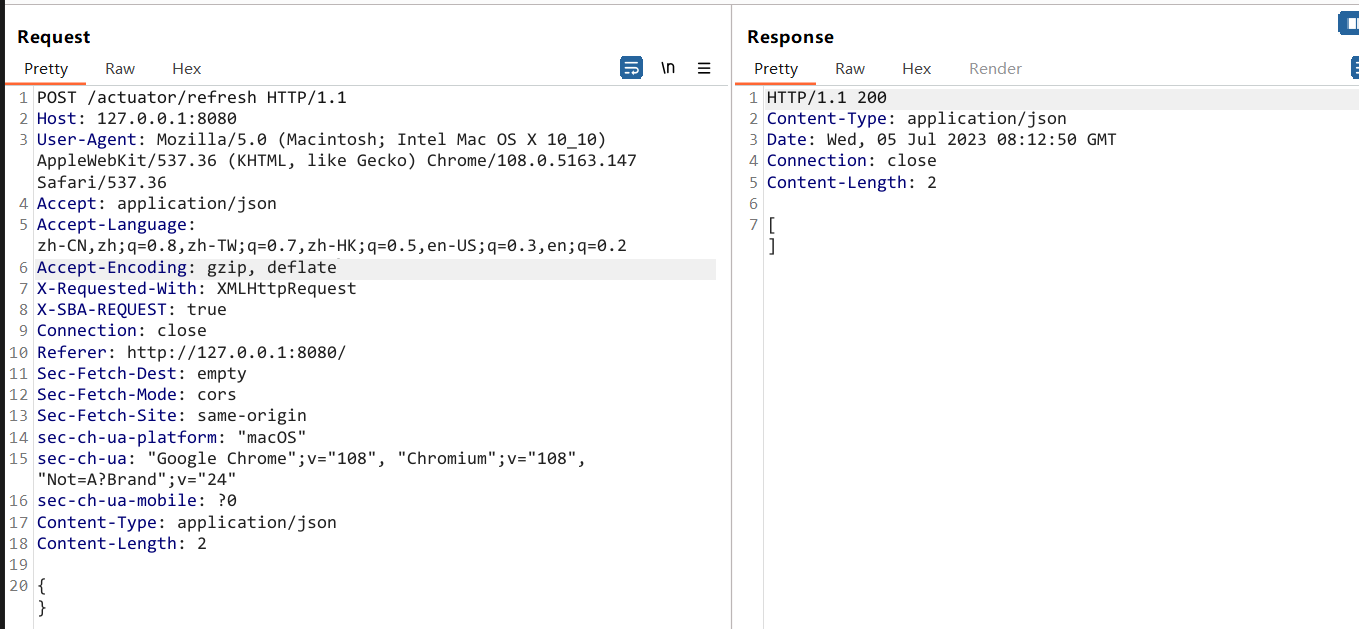 Request
Pretty Raw Hex
\n
1 POST /actuator/refresh HTTP/1.1
2 Host: 127.0.0.1:8080
3 User-Agent: Mozilla/5.0 (Macintosh; Intel Mac OS X 10_10)
AppleWebKit/537.36 (KHTML, like Gecko) Chrome/108.0.5163.147
Safari/537.36
4 Accept: application/json
5 Accept-Language:
zh-CN,zh;q=0.8,zh-TW;q=0.7,zh-HK;q=0.5,en-US;q=0.3,en;q=0.2
6 Accept-Encoding: gzip, deflate
7 X-Requested-With: XMLHttpRequest
8 X-SBA-REQUEST: true
9 Connection: close
10 Referer: http://127.0.0.1:8080/
11 Sec-Fetch-Dest: empty
12 Sec-Fetch-Mode: cors
13 Sec-Fetch-Site: same-origin
14 sec-ch-ua-platform: "macOS"
15 sec-ch-ua: "Google Chrome";v="108", "Chromium";v="108",
"Not=A?Brand";v="24"
16 sec-ch-ua-mobile: ?0
17 Content-Type: application/json
18 Content-Length: 2
19
20 {
}
Response
Pretty Raw Hex Render
1 HTTP/1.1 200
2 Content-Type: application/json
3 Date: Wed, 05 Jul 2023 08:12:50 GMT
4 Connection: close
5 Content-Length: 2
6
7 [
]